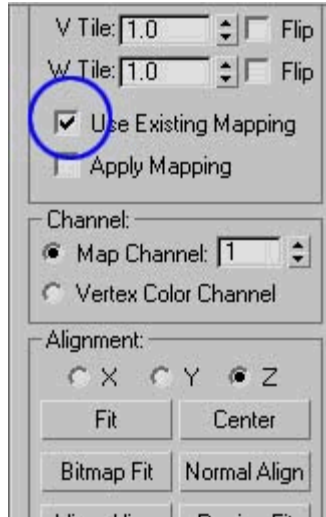 V Tile: 1.0 Flip
W Tile: 1.0 Flip
Use Existing Mapping
Apply Mapping
Channel:
Map Channel: 1
Vertex Color Channel
Alignment:
X Y Z
Fit Center
Bitmap Fit Normal Align